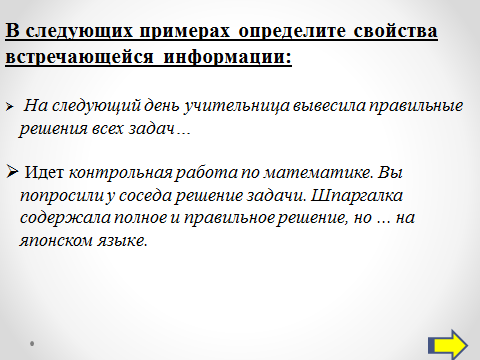 В следующих примерах определите свойства
встречающейся информации:
На следующий день учительница вывесила правильные
решения всех задач…
Идет контрольная работа по математике. Вы
попросили у соседа решение задачи. Шпаргалка
содержала полное и правильное решение, но … на
японском языке.